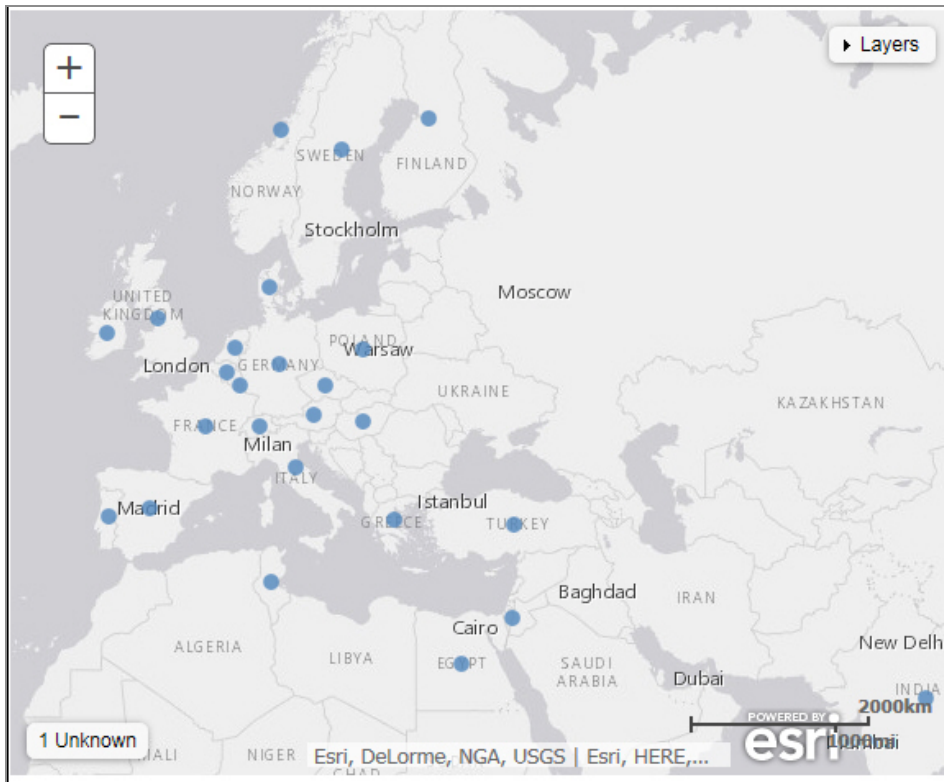 +
Layers
−
SWEDEN
FINLAND
NORWAY
Stockholm
Moscow
UNITED
KINGDOM
POLAND
Warsaw
London
GERMANY
UKRAINE
KAZAKHSTAN
FRANCE
Milan
ITALY
Madrid
Istanbul
GREECE
TURKEY
Baghdad
IRAN
Cairo
ALGERIA
New Delh
LIBYA
EGYPT
SAUDI
ARABIA
Dubai
INDIA
2000km
POWERED BY
esri
1000mi
1 Unknown
ALI
NIGER
Esri, DeLorme, NGA, USGS | Esri, HERE,...